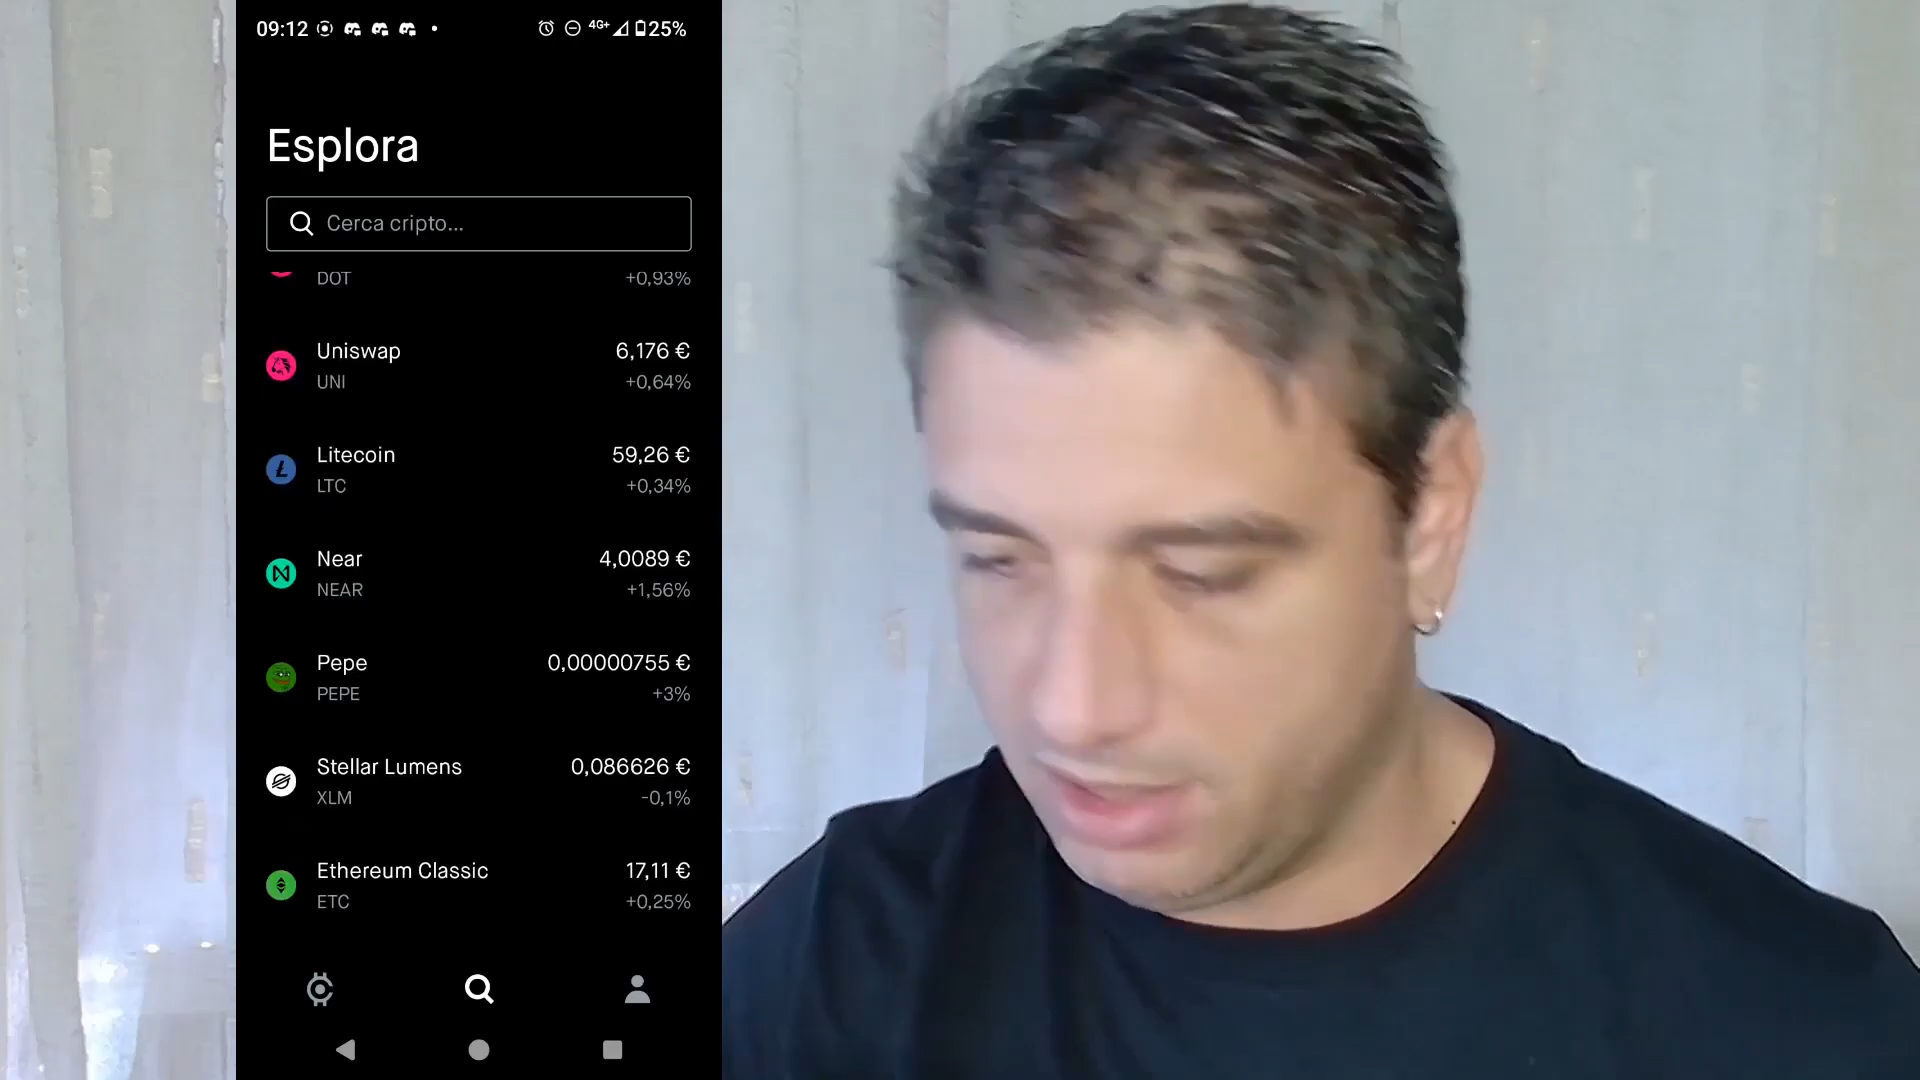 09:12 4G+ 25%
Esplora
Cerca cripto...
DOT +0,93%
Uniswap 6,176 €
UNI +0,64%
Litecoin 59,26 €
LTC +0,34%
Near 4,0089 €
NEAR +1,56%
Pepe 0,00000755 €
PEPE +3%
Stellar Lumens 0,086626 €
XLM -0,1%
Ethereum Classic 17,11 €
ETC +0,25%